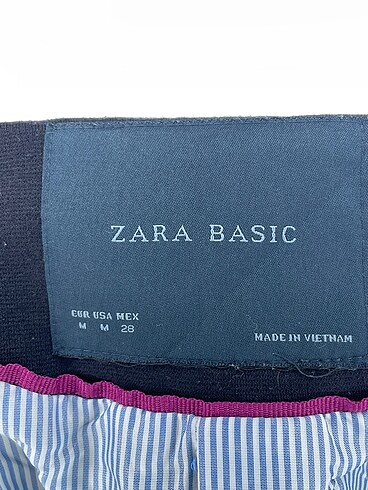 ZARA BASIC
EUR USA MEX
M M 28
MADE IN VIETNAM